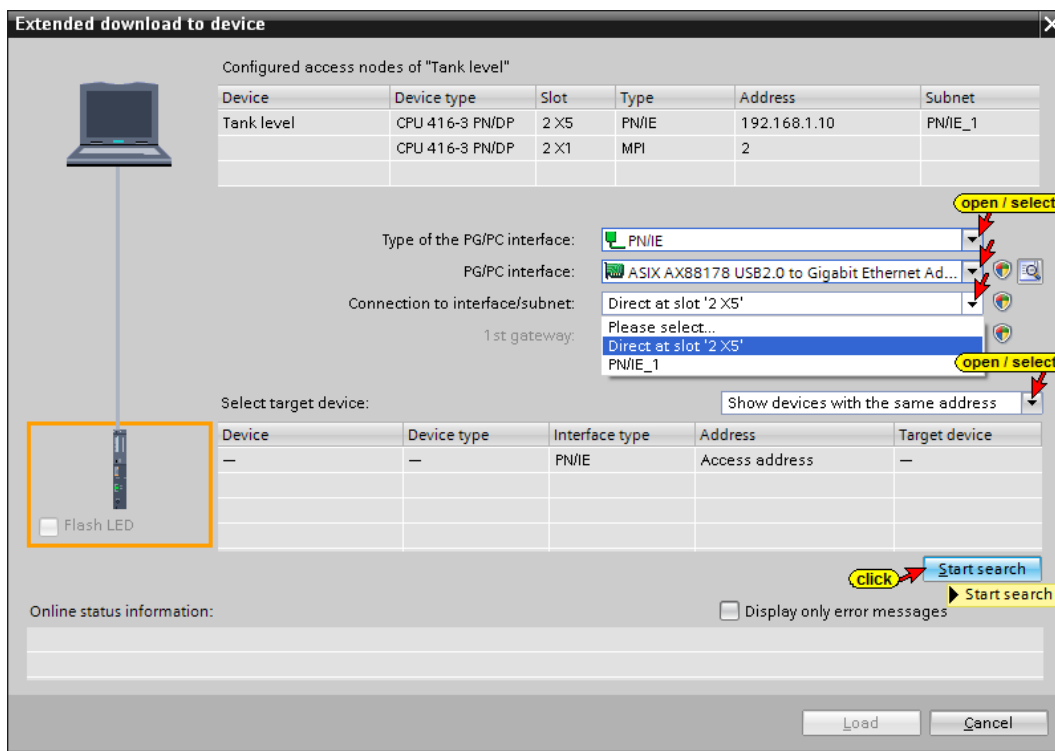 Extended download to device
Configured access nodes of "Tank level"
Device Device type Slot Type Address Subnet
Tank level CPU 416-3 PN/DP 2 X5 PN/IE 192.168.1.10 PN/IE_1
CPU 416-3 PN/DP 2 X1 MPI 2
open / select
Type of the PG/PC interface: PN/IE
PG/PC interface: ASIX AX88178 USB2.0 to Gigabit Ethernet Ad...
Connection to interface/subnet: Direct at slot '2 X5'
Please select...
1st gateway: Direct at slot '2 X5'
PN/IE_1
open / select
Select target device: Show devices with the same address
Device Device type Interface type Address Target device
— — PN/IE Access address —
Flash LED
Start search
click
Start search
Online status information: Display only error messages
Load Cancel